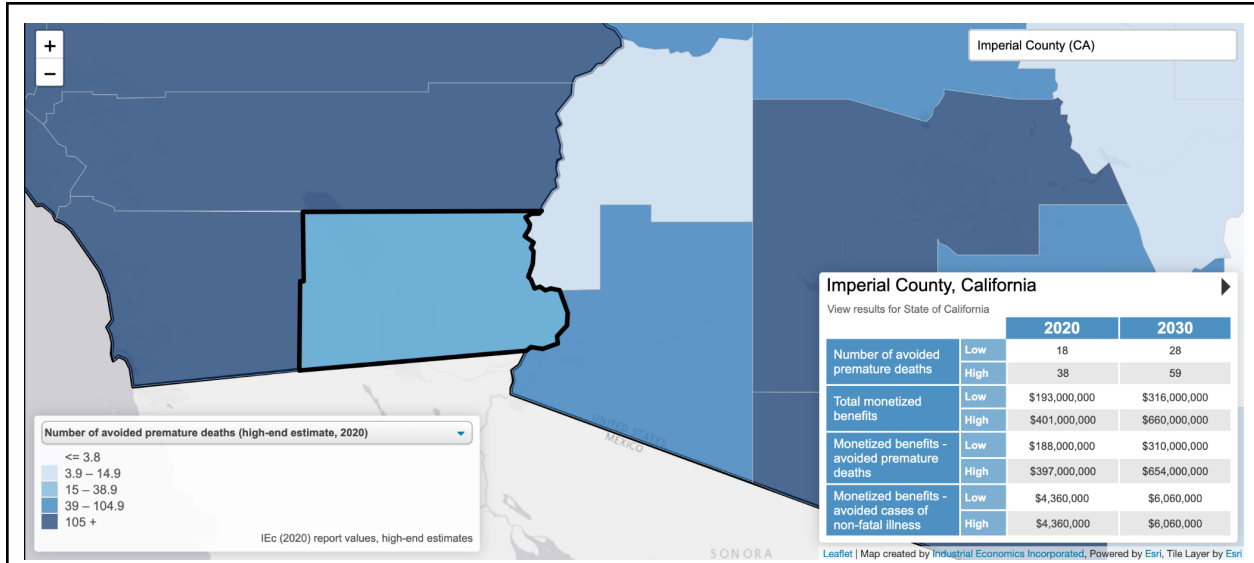 +
−
Imperial County (CA)
UNITED STATES
MEXICO
SONORA
Number of avoided premature deaths (high-end estimate, 2020)
<= 3.8
3.9 – 14.9
15 – 38.9
39 – 104.9
105 +
IEc (2020) report values, high-end estimates
Imperial County, California
View results for State of California
2020 2030
Number of avoided premature deaths Low 18 28
High 38 59
Total monetized benefits Low $193,000,000 $316,000,000
High $401,000,000 $660,000,000
Monetized benefits - avoided premature deaths Low $188,000,000 $310,000,000
High $397,000,000 $654,000,000
Monetized benefits - avoided cases of non-fatal illness Low $4,360,000 $6,060,000
High $4,360,000 $6,060,000
Leaflet | Map created by Industrial Economics Incorporated, Powered by Esri, Tile Layer by Esri